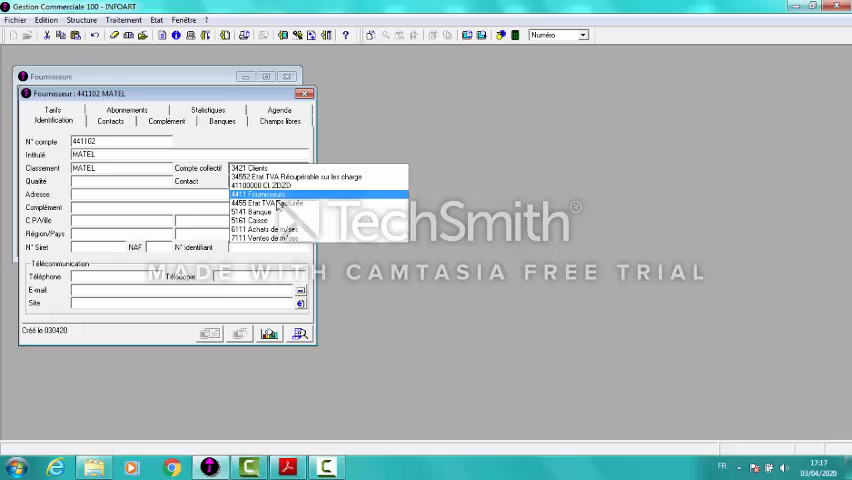 Gestion Commerciale 100 - INFOART
Fichier Edition Structure Traitement Etat Fenêtre ?
Numéro
Fournisseurs
Fournisseur : 441102 MATEL
Tarifs Abonnements Statistiques Agenda
Identification Contacts Complément Banques Champs libres
N° compte 441102
Intitulé MATEL
Classement MATEL Compte collectif
3421 Clients
34552 Etat TVA Récupérable sur les charge
Qualité Contact
41100000 CL ZDZD
Adresse
4411 Fournisseurs
Complément
4455 Etat TVA Facturée
C P/Ville
5141 Banque
5161 Caisse
Région/Pays
6111 Achats de m/ses
7111 Ventes de m/ses
N° Siret NAF N° identifiant
Télécommunication
Téléphone Télécopie
E-mail
Site
Créé le 030420
TechSmith®
MADE WITH CAMTASIA FREE TRIAL
FR
17:17
03/04/2020